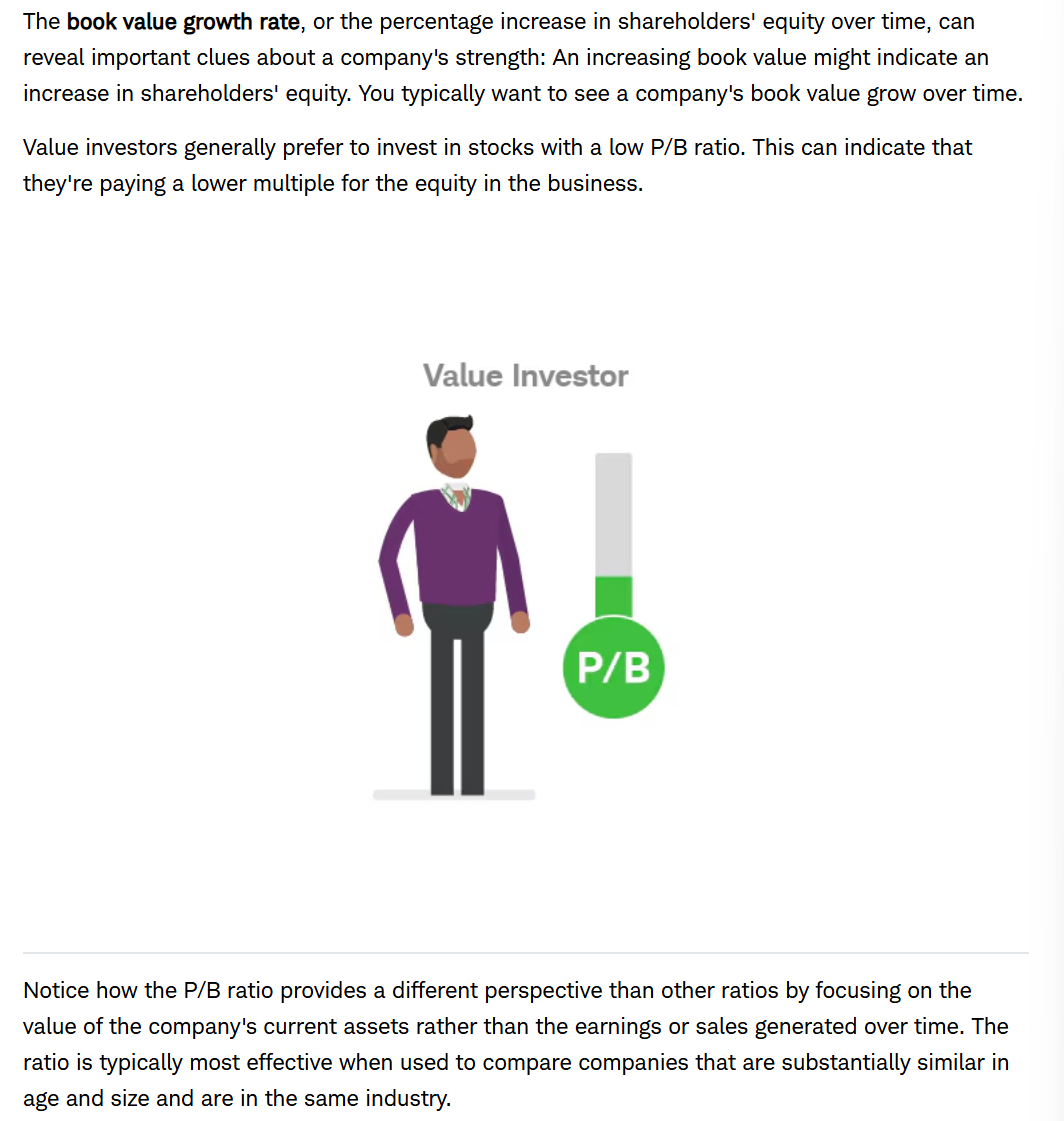 The book value growth rate, or the percentage increase in shareholders' equity over time, can
reveal important clues about a company's strength: An increasing book value might indicate an
increase in shareholders' equity. You typically want to see a company's book value grow over time.
Value investors generally prefer to invest in stocks with a low P/B ratio. This can indicate that
they're paying a lower multiple for the equity in the business.
Value Investor
P/B
Notice how the P/B ratio provides a different perspective than other ratios by focusing on the
value of the company's current assets rather than the earnings or sales generated over time. The
ratio is typically most effective when used to compare companies that are substantially similar in
age and size and are in the same industry.